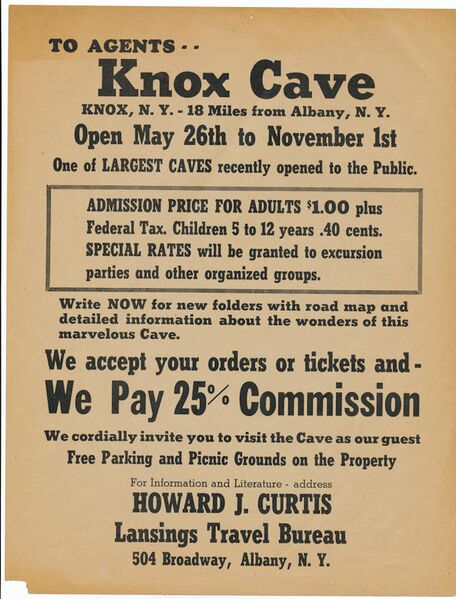 TO AGENTS - -
Knox Cave
KNOX, N. Y. - 18 Miles from Albany, N. Y.
Open May 26th to November 1st
One of LARGEST CAVES recently opened to the Public.
ADMISSION PRICE FOR ADULTS $1.00 plus
Federal Tax. Children 5 to 12 years .40 cents.
SPECIAL RATES will be granted to excursion
parties and other organized groups.
Write NOW for new folders with road map and
detailed information about the wonders of this
marvelous Cave.
We accept your orders or tickets and -
We Pay 25% Commission
We cordially invite you to visit the Cave as our guest
Free Parking and Picnic Grounds on the Property
For Information and Literature - address
HOWARD J. CURTIS
Lansings Travel Bureau
504 Broadway, Albany, N. Y.